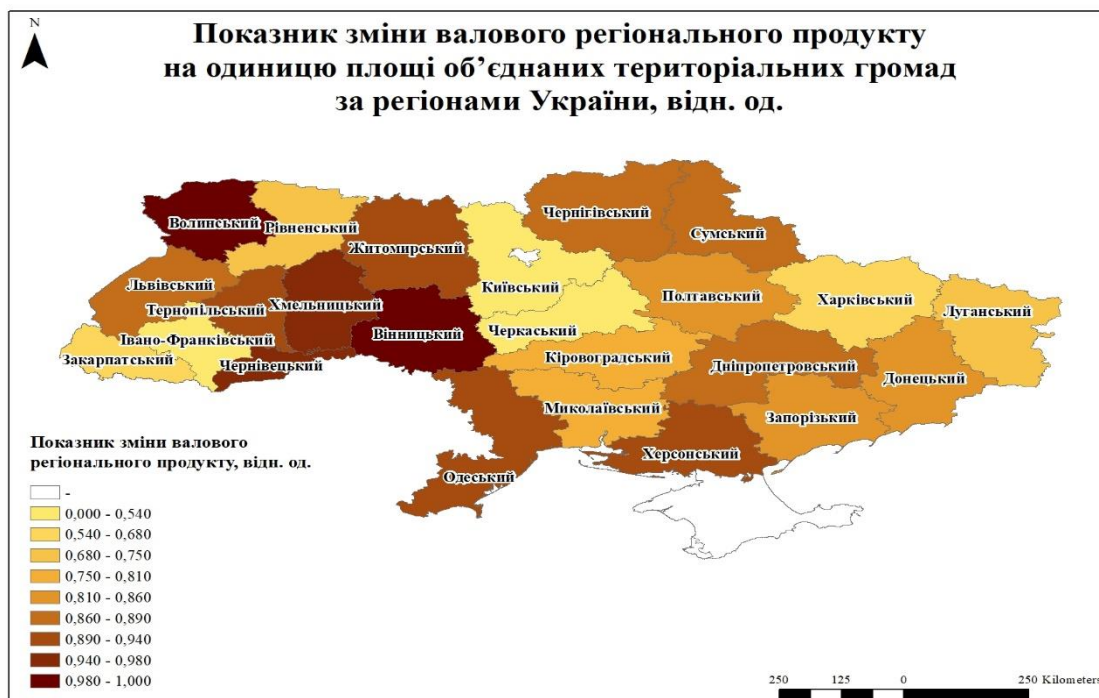 N
Показник зміни валового регіонального продукту
на одиницю площі об’єднаних територіальних громад
за регіонами України, відн. од.
Волинський
Рівненський
Житомирський
Чернігівський
Сумський
Львівський
Тернопільський
Хмельницький
Київський
Полтавський
Харківський
Луганський
Івано-Франківський
Закарпатський
Чернівецький
Вінницький
Черкаський
Кіровоградський
Дніпропетровський
Донецький
Миколаївський
Запорізький
Херсонський
Одеський
Показник зміни валового
регіонального продукту, відн. од.
-
0,000 - 0,540
0,540 - 0,680
0,680 - 0,750
0,750 - 0,810
0,810 - 0,860
0,860 - 0,890
0,890 - 0,940
0,940 - 0,980
0,980 - 1,000
250 125 0 250 Kilometers